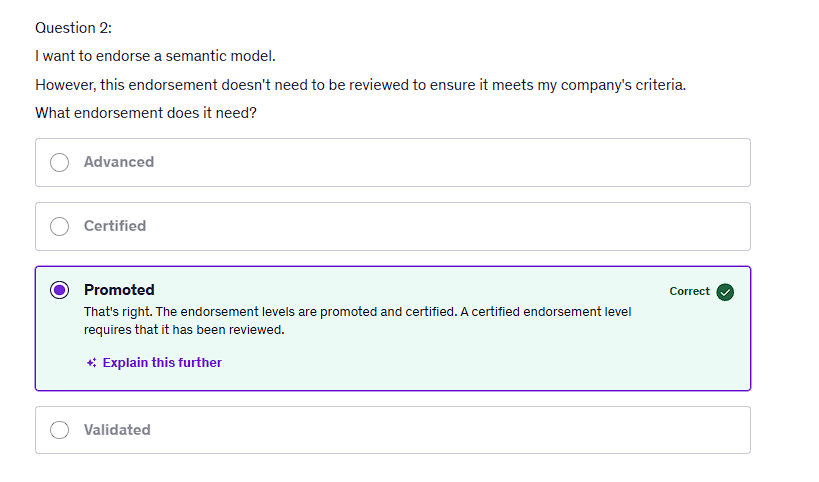 Question 2:
I want to endorse a semantic model.
However, this endorsement doesn't need to be reviewed to ensure it meets my company's criteria.
What endorsement does it need?
Advanced
Certified
Promoted
Correct
That's right. The endorsement levels are promoted and certified. A certified endorsement level
requires that it has been reviewed.
Explain this further
Validated